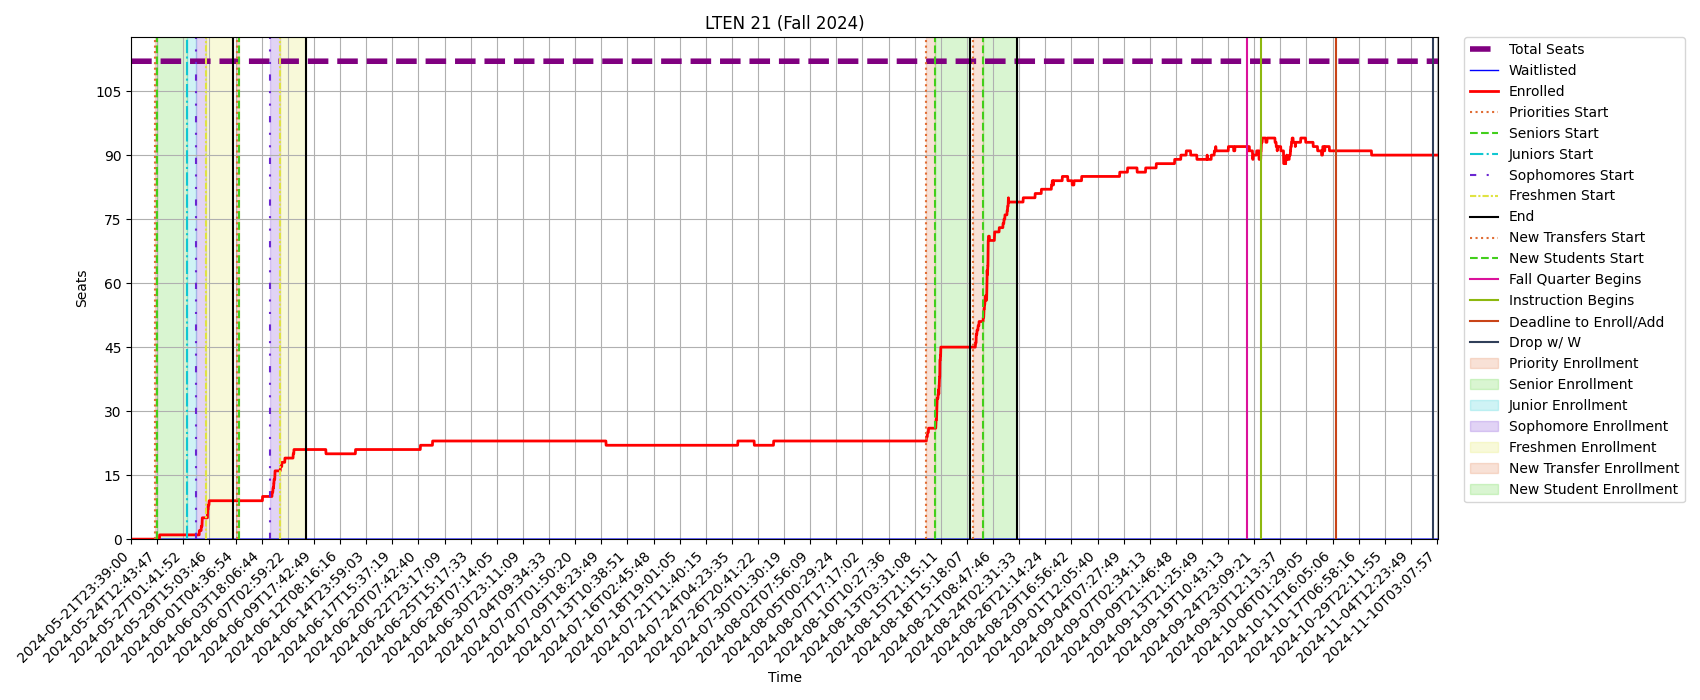 LTEN 21 (Fall 2024)
Seats
105
90
75
60
45
30
15
0
2024-05-21T23:39:00
2024-05-24T12:43:47
2024-05-27T01:41:52
2024-05-29T15:03:46
2024-06-01T04:36:54
2024-06-03T18:06:44
2024-06-07T02:59:22
2024-06-09T17:42:49
2024-06-12T08:16:16
2024-06-14T23:59:03
2024-06-17T15:37:19
2024-06-20T07:42:40
2024-06-22T23:17:09
2024-06-25T15:17:33
2024-06-28T07:14:05
2024-06-30T23:11:09
2024-07-04T09:34:33
2024-07-07T01:50:20
2024-07-09T18:23:49
2024-07-13T10:38:51
2024-07-16T02:45:48
2024-07-18T19:01:05
2024-07-21T11:40:15
2024-07-24T04:23:35
2024-07-26T20:41:22
2024-07-30T01:30:19
2024-08-02T07:56:09
2024-08-05T00:29:24
2024-08-07T17:17:02
2024-08-10T10:27:36
2024-08-13T03:31:08
2024-08-15T21:15:11
2024-08-18T15:18:07
2024-08-21T08:47:46
2024-08-24T02:31:33
2024-08-26T21:14:24
2024-08-29T16:56:42
2024-09-01T12:05:40
2024-09-04T07:27:49
2024-09-07T02:34:13
2024-09-09T21:46:48
2024-09-13T21:25:49
2024-09-19T10:43:13
2024-09-24T23:09:21
2024-09-30T12:13:37
2024-10-06T01:29:05
2024-10-11T16:05:06
2024-10-17T06:58:16
2024-10-29T22:11:55
2024-11-04T12:23:49
2024-11-10T03:07:57
Time
Total Seats
Waitlisted
Enrolled
Priorities Start
Seniors Start
Juniors Start
Sophomores Start
Freshmen Start
End
New Transfers Start
New Students Start
Fall Quarter Begins
Instruction Begins
Deadline to Enroll/Add
Drop w/ W
Priority Enrollment
Senior Enrollment
Junior Enrollment
Sophomore Enrollment
Freshmen Enrollment
New Transfer Enrollment
New Student Enrollment